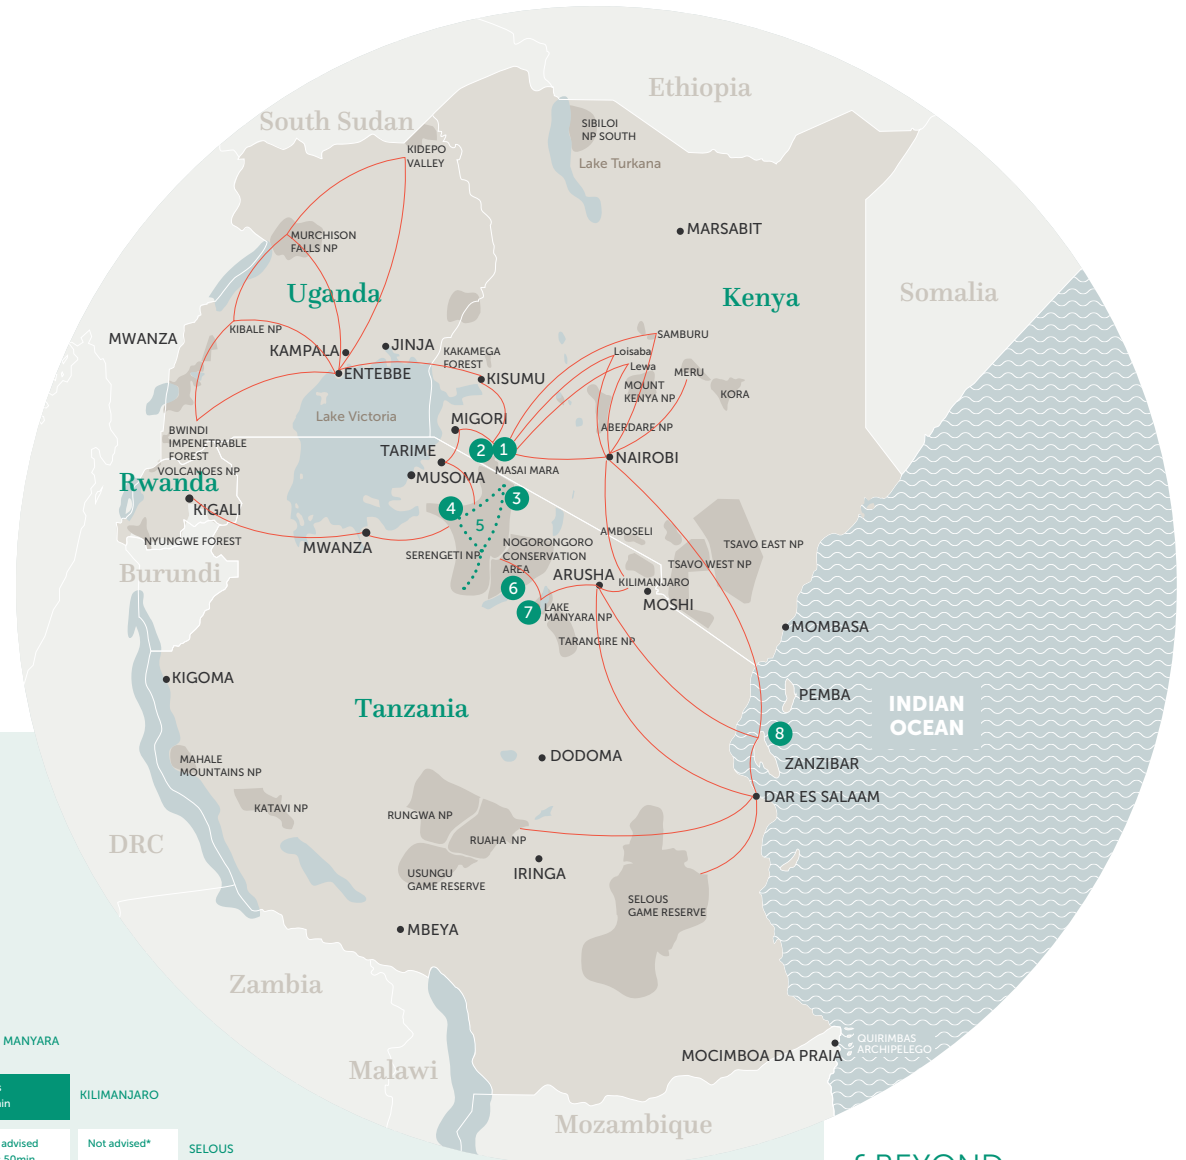 Ethiopia
South Sudan
SIBILOI
NP SOUTH
KIDEPO
VALLEY
Lake Turkana
MARSABIT
MURCHISON
FALLS NP
Uganda
Kenya
Somalia
KIBALE NP
MWANZA
KAMPALA
JINJA
SAMBURU
KAKAMEGA
FOREST
Loisaba
Lewa
ENTEBBE
KISUMU
MERU
MOUNT
KENYA NP
KORA
Lake Victoria
MIGORI
ABERDARE NP
BWINDI
IMPENETRABLE
FOREST
TARIME
2
1
NAIROBI
VOLCANOES NP
MASAI MARA
Rwanda
MUSOMA
3
KIGALI
4
5
AMBOSELI
NYUNGWE FOREST
MWANZA
SERENGETI NP
NOGORONGORO
CONSERVATION
AREA
TSAVO EAST NP
TSAVO WEST NP
Burundi
ARUSHA
KILIMANJARO
6
MOSHI
7
LAKE
MANYARA NP
MOMBASA
TARANGIRE NP
KIGOMA
PEMBA
Tanzania
INDIAN
OCEAN
8
DODOMA
ZANZIBAR
MAHALE
MOUNTAINS NP
DAR ES SALAAM
KATAVI NP
RUNGWA NP
RUAHA NP
DRC
IRINGA
USUNGU
GAME RESERVE
SELOUS
GAME RESERVE
MBEYA
Zambia
MANYARA
QUIRIMBAS
ARCHIPELEGO
MOCIMBOA DA PRAIA
Malawi
KILIMANJARO
Mozambique
advised
50min
Not advised*
SELOUS
BEYOND